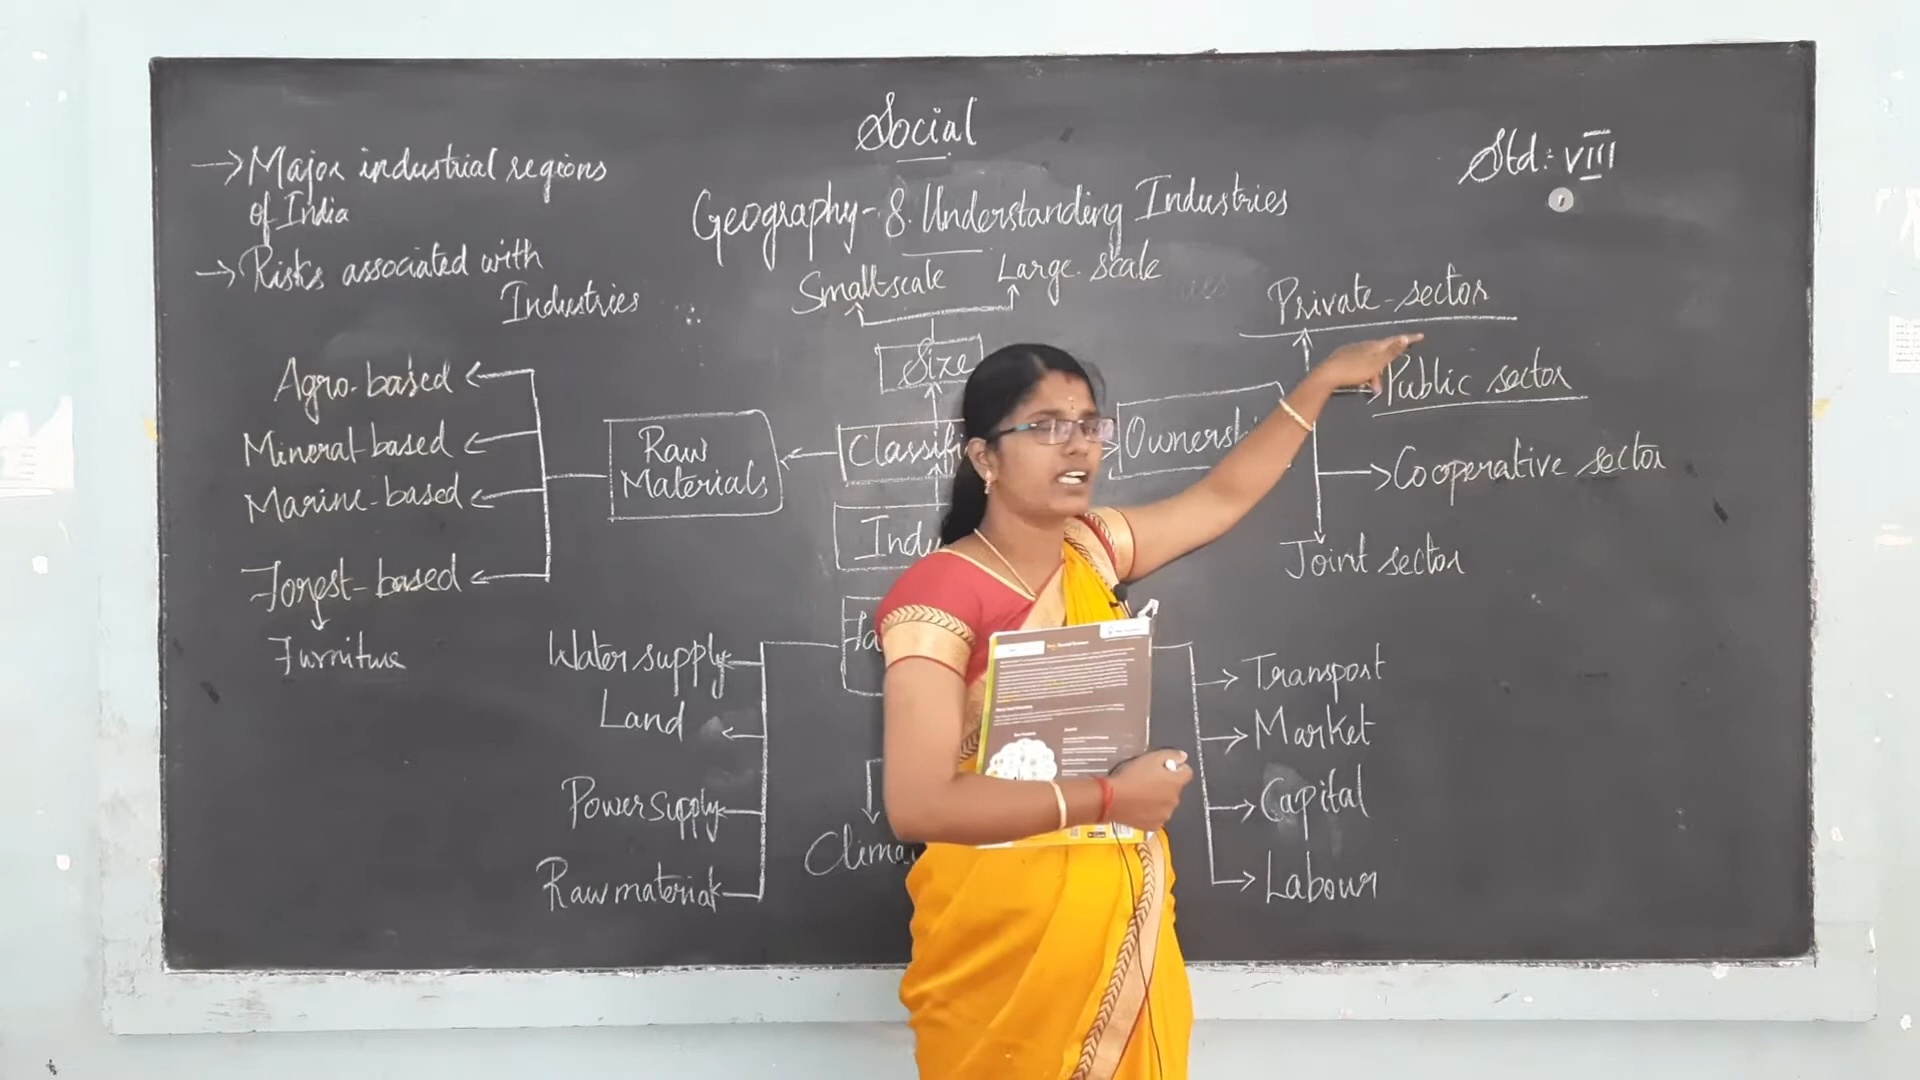 Social
Std: VIII
→ Major industrial regions
of India
→ Risks associated with
Industries
Geography - 8. Understanding Industries
Small-scale
Large scale
Size
Private-sector
Public sector
Cooperative sector
Joint sector
Raw
Materials
Agro-based
Mineral-based
Marine-based
Forest-based
Furniture
Water supply
Land
Power supply
Raw material
Transport
Market
Capital
Labour